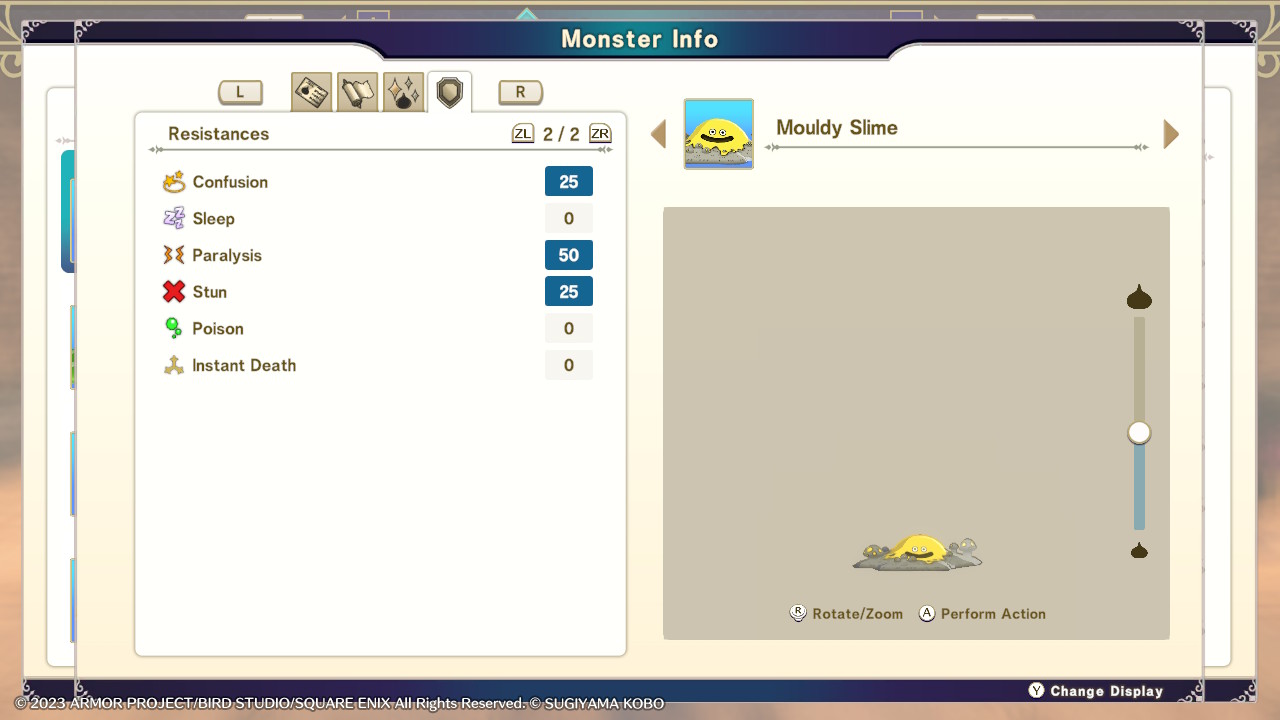 Monster Info
L
R
Resistances
ZL 2 / 2 ZR
Mouldy Slime
Confusion 25
Sleep 0
Paralysis 50
Stun 25
Poison 0
Instant Death 0
R Rotate/Zoom A Perform Action
Y Change Display
© 2023 ARMOR PROJECT/BIRD STUDIO/SQUARE ENIX All Rights Reserved. © SUGIYAMA KOBO